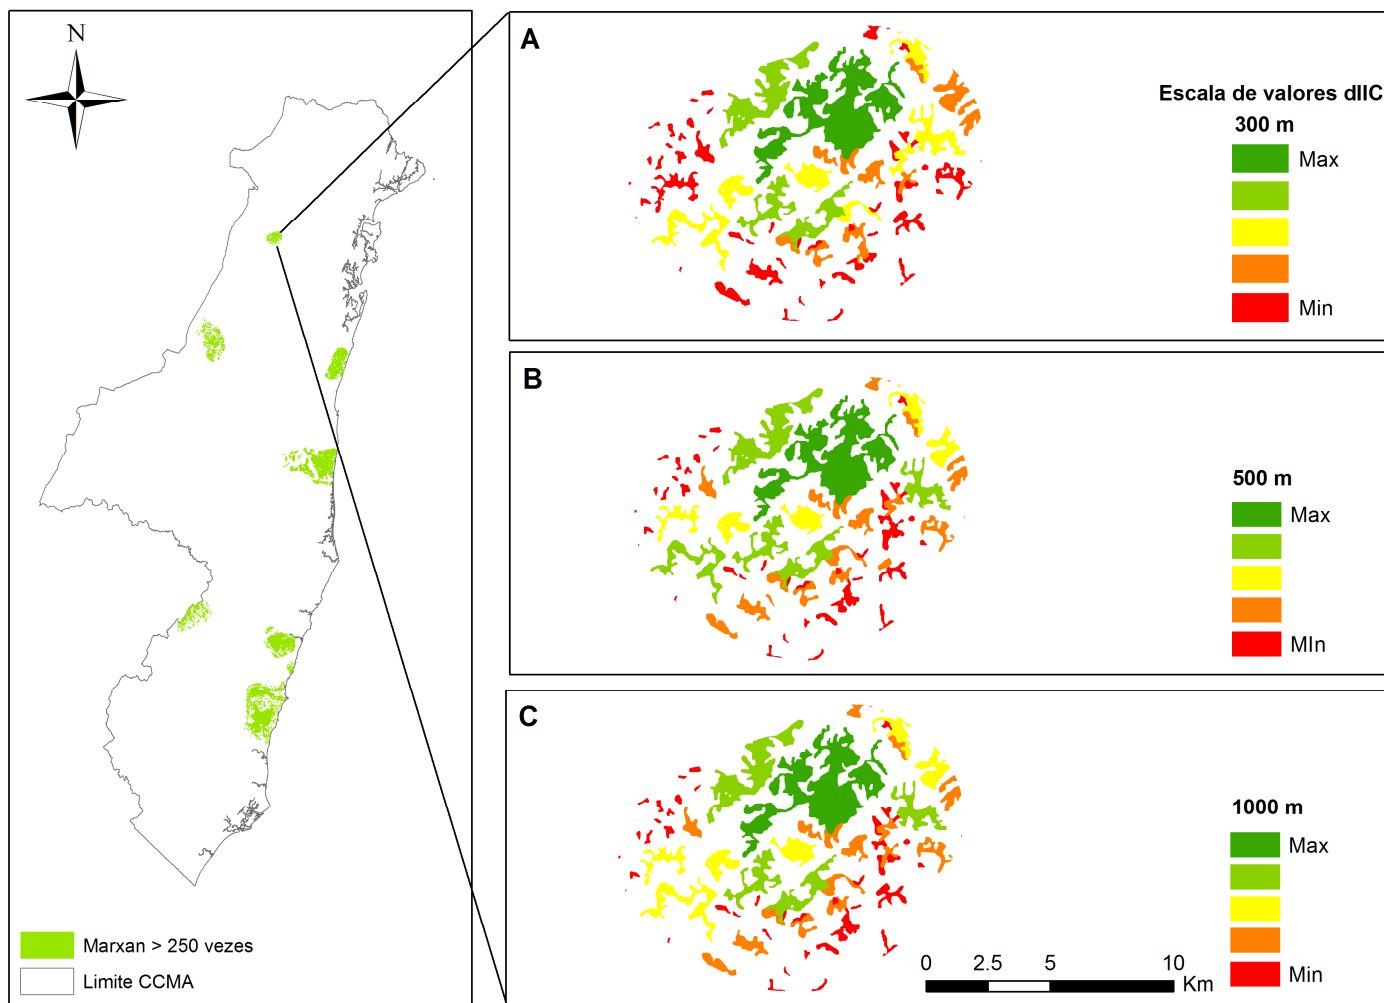 N
Marxan > 250 vezes
Limite CCMA
A
Escala de valores dIIC
300 m
Max
Min
B
500 m
Max
MIn
C
1000 m
Max
Min
0 2.5 5 10
Km